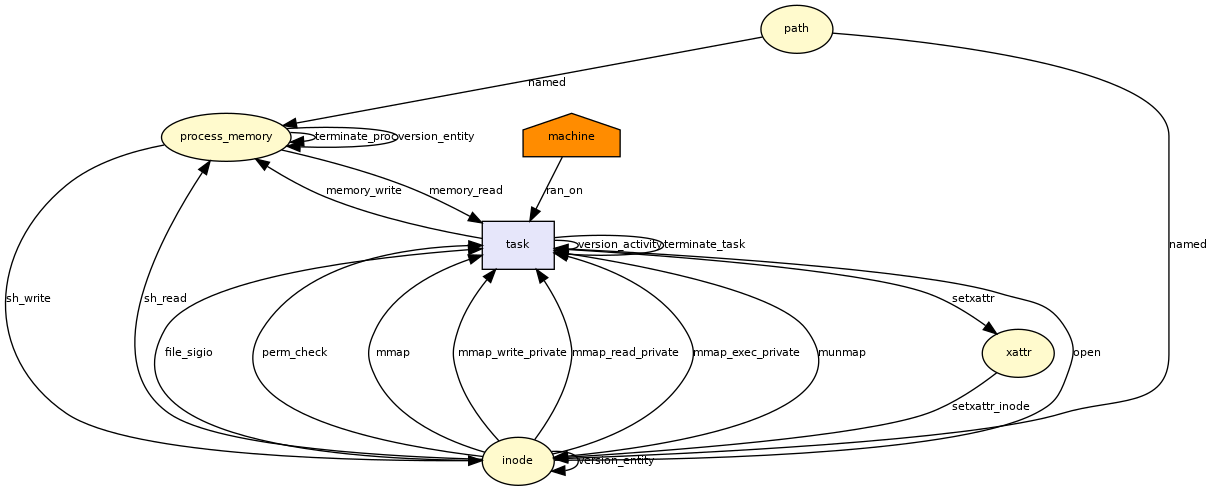 path
named
process_memory
terminate_proc
version_entity
machine
memory_write
memory_read
ran_on
task
version_activity
terminate_task
named
sh_write
sh_read
setxattr
file_sigio
perm_check
mmap
mmap_write_private
mmap_read_private
mmap_exec_private
munmap
xattr
open
setxattr_inode
inode
version_entity